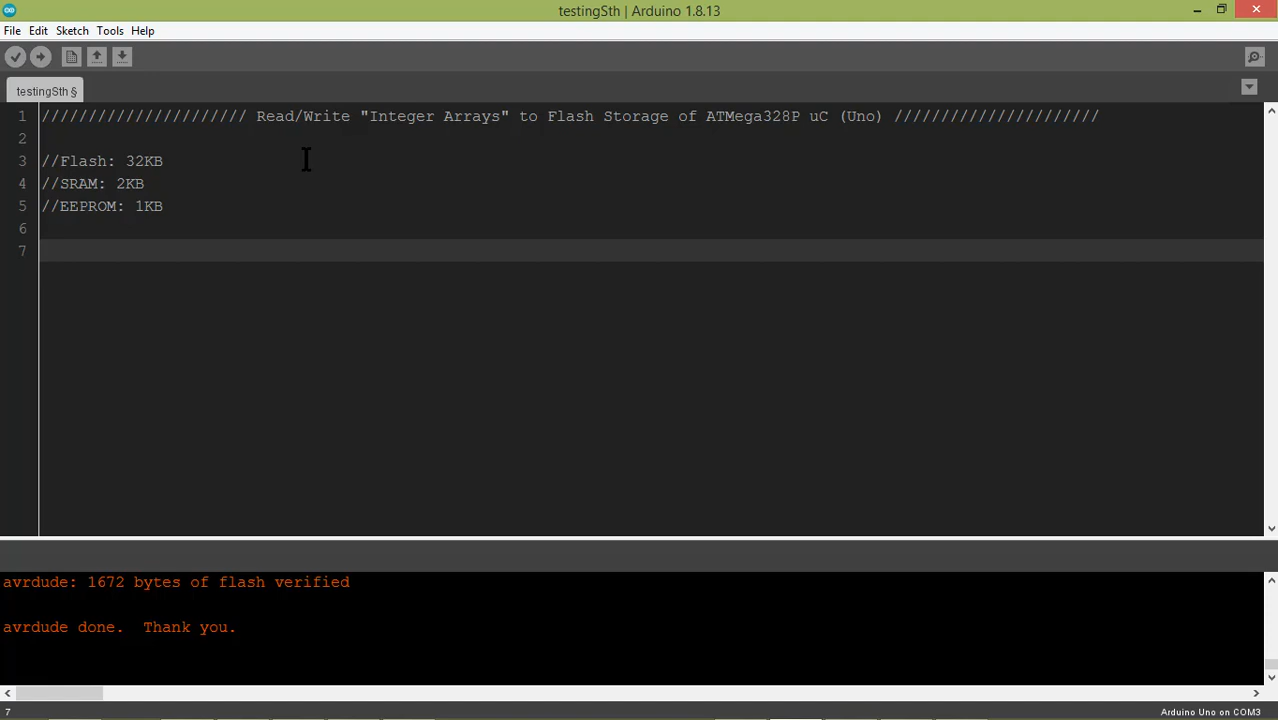 testingSth | Arduino 1.8.13
File Edit Sketch Tools Help
testingSth §
1 ////////////////////// Read/Write "Integer Arrays" to Flash Storage of ATMega328P uC (Uno) //////////////////////
2
3 //Flash: 32KB
4 //SRAM: 2KB
5 //EEPROM: 1KB
6
7
avrdude: 1672 bytes of flash verified
avrdude done.  Thank you.
7 Arduino Uno on COM3